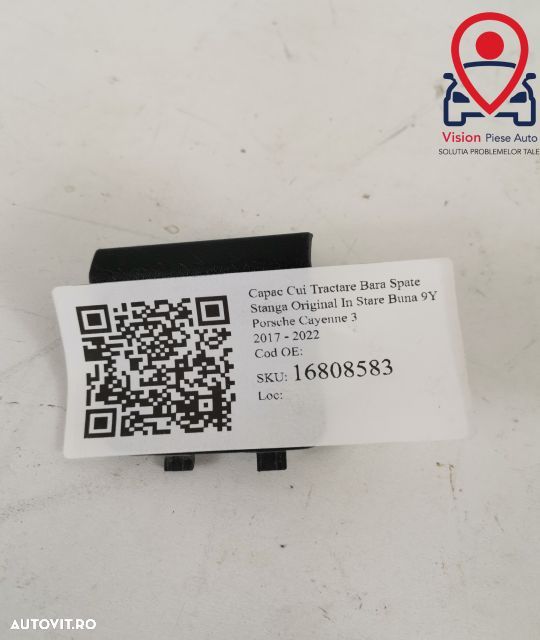 Vision Piese Auto
SOLUTIA PROBLEMELOR TALE
Capac Cui Tractare Bara Spate
Stanga Original In Stare Buna 9Y
Porsche Cayenne 3
2017 - 2022
Cod OE:
SKU: 16808583
Loc:
AUTOVIT.RO